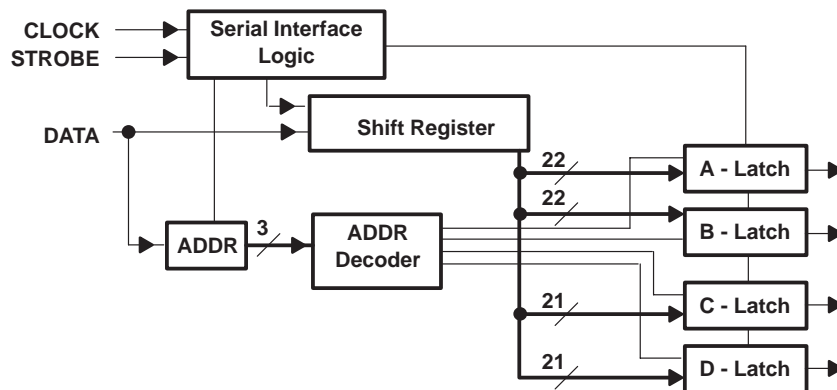 CLOCK
STROBE
Serial Interface
Logic
DATA
Shift Register
22
A - Latch
22
B - Latch
ADDR
3
ADDR
Decoder
21
C - Latch
21
D - Latch